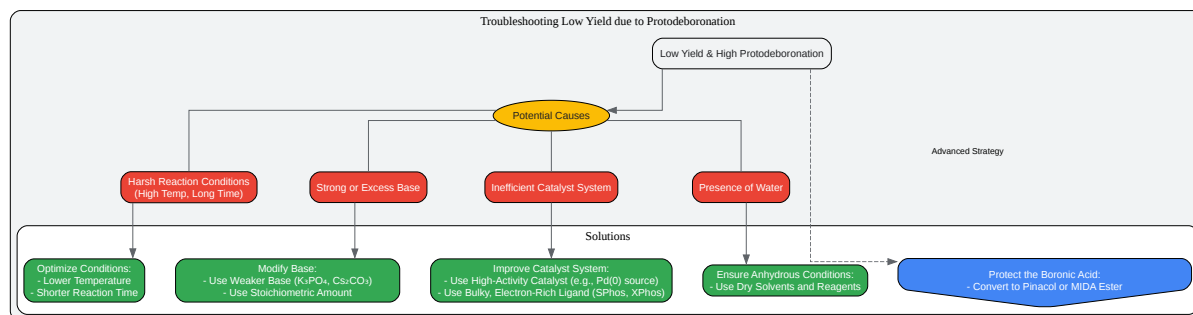 Troubleshooting Low Yield due to Protodeboronation
Low Yield & High Protodeboronation
Potential Causes
Advanced Strategy
Harsh Reaction Conditions
(High Temp, Long Time)
Strong or Excess Base
Inefficient Catalyst System
Presence of Water
Solutions
Optimize Conditions:
- Lower Temperature
- Shorter Reaction Time
Modify Base:
- Use Weaker Base (K₃PO₄, Cs₂CO₃)
- Use Stoichiometric Amount
Improve Catalyst System:
- Use High-Activity Catalyst (e.g., Pd(0) source)
- Use Bulky, Electron-Rich Ligand (SPhos, XPhos)
Ensure Anhydrous Conditions:
- Use Dry Solvents and Reagents
Protect the Boronic Acid:
- Convert to Pinacol or MIDA Ester